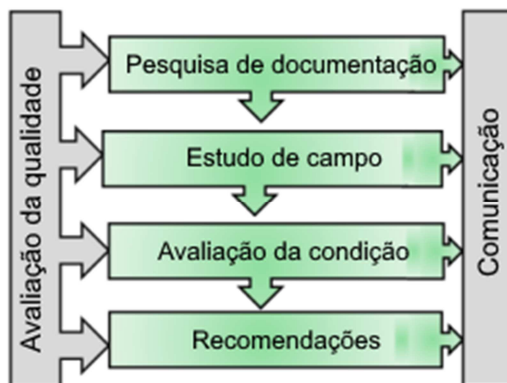 Avaliação da qualidade
Pesquisa de documentação
Estudo de campo
Avaliação da condição
Recomendações
Comunicação